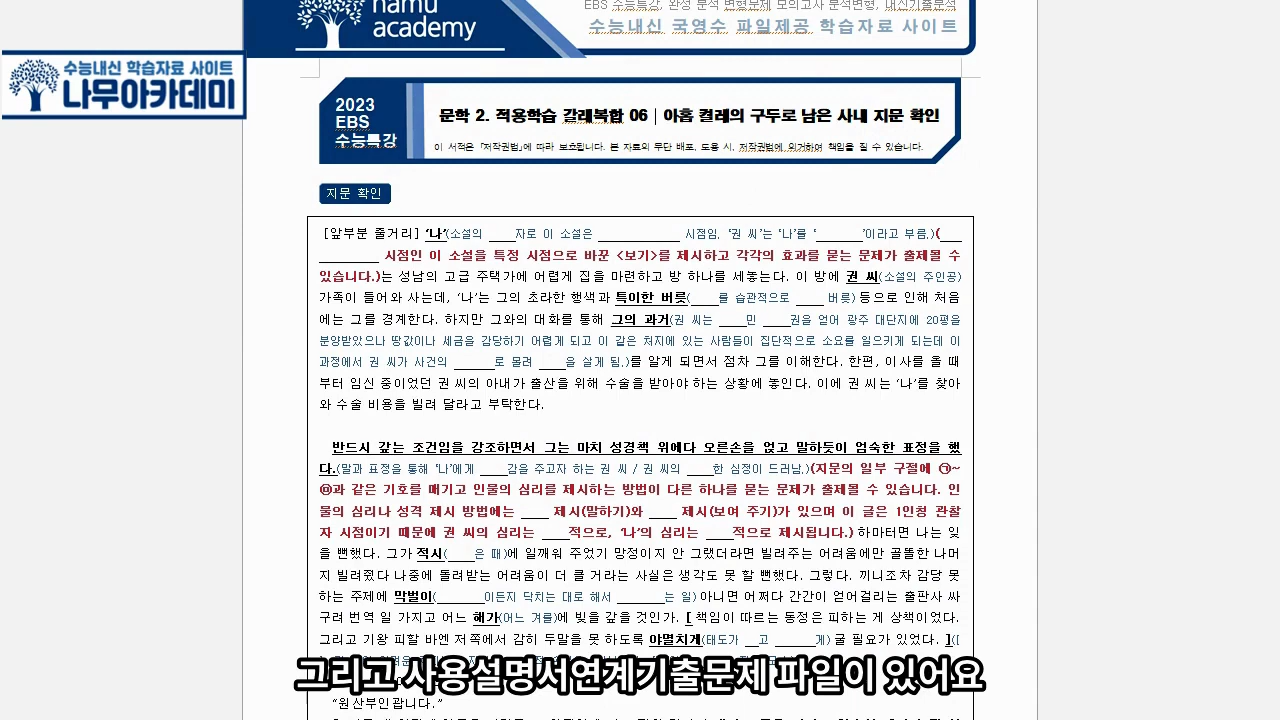 namu
academy
EBS 수능특강, 완성 분석 변형문제 모의고사 분석변형, 내신기출분석
수능내신 국영수 파일제공 학습자료 사이트
수능내신 학습자료 사이트
나무아카데미
2023
EBS
수능특강
문학 2. 적용학습 갈래복합 06 | 아홉 켤레의 구두로 남은 사내 지문 확인
이 서적은 「저작권법」에 따라 보호됩니다. 본 자료의 무단 배포, 도용 시, 저작권법에 의거하여 책임을 질 수 있습니다.
지문 확인
[앞부분 줄거리] ‘나’(소설의 ____자로 이 소설은 ____________ 시점임. ‘권 씨’는 ‘나’를 ‘_______’이라고 부름.)(___
_________ 시점인 이 소설을 특정 시점으로 바꾼 <보기>를 제시하고 각각의 효과를 묻는 문제가 출제될 수
있습니다.)는 성남의 고급 주택가에 어렵게 집을 마련하고 방 하나를 세놓는다. 이 방에 권 씨(소설의 주인공)
가족이 들어와 사는데, ‘나’는 그의 초라한 행색과 특이한 버릇(____를 습관적으로 ____ 버릇) 등으로 인해 처음
에는 그를 경계한다. 하지만 그와의 대화를 통해 그의 과거(권 씨는 ____민 ____권을 얻어 광주 대단지에 20평을
분양받았으나 땅값이나 세금을 감당하기 어렵게 되고 이 같은 처지에 있는 사람들이 집단적으로 소요를 일으키게 되는데 이
과정에서 권 씨가 사건의 ______로 몰려 ____을 살게 됨.)를 알게 되면서 점차 그를 이해한다. 한편, 이사를 올 때
부터 임신 중이었던 권 씨의 아내가 출산을 위해 수술을 받아야 하는 상황에 놓인다. 이에 권 씨는 ‘나’를 찾아
와 수술 비용을 빌려 달라고 부탁한다.
반드시 갚는 조건임을 강조하면서 그는 마치 성경책 위에다 오른손을 얹고 말하듯이 엄숙한 표정을 했
다.(말과 표정을 통해 ‘나’에게 ____감을 주고자 하는 권 씨 / 권 씨의 ____한 심정이 드러남.)(지문의 일부 구절에 ㉠~
㉤과 같은 기호를 매기고 인물의 심리를 제시하는 방법이 다른 하나를 묻는 문제가 출제될 수 있습니다. 인
물의 심리나 성격 제시 방법에는 ____ 제시(말하기)와 ____ 제시(보여 주기)가 있으며 이 글은 1인칭 관찰
자 시점이기 때문에 권 씨의 심리는 ____적으로, ‘나’의 심리는 ____적으로 제시됩니다.) 하마터면 나는 잊
을 뻔했다. 그가 적시(____은 때)에 일깨워 주었기 망정이지 안 그랬더라면 빌려주는 어려움에만 골똘한 나머
지 빌려줬다 나중에 돌려받는 어려움이 더 클 거라는 사실은 생각도 못 할 뻔했다. 그렇다. 끼니조차 감당 못
하는 주제에 막벌이(_______이든지 닥치는 대로 해서 _______는 일) 아니면 어쩌다 간간이 얻어걸리는 출판사 싸
구려 번역 일 가지고 어느 해가(어느 겨를)에 빚을 갚을 것인가. [ 책임이 따르는 동정은 피하는 게 상책이었다.
그리고 기왕 피할 바엔 저쪽에서 감히 두말을 못 하도록 야멸치게(태도가 __고 ______게) 굴 필요가 있었다. ]([
그리고 사용설명서연계기출문제 파일이 있어요
“원산부인괍니다.”